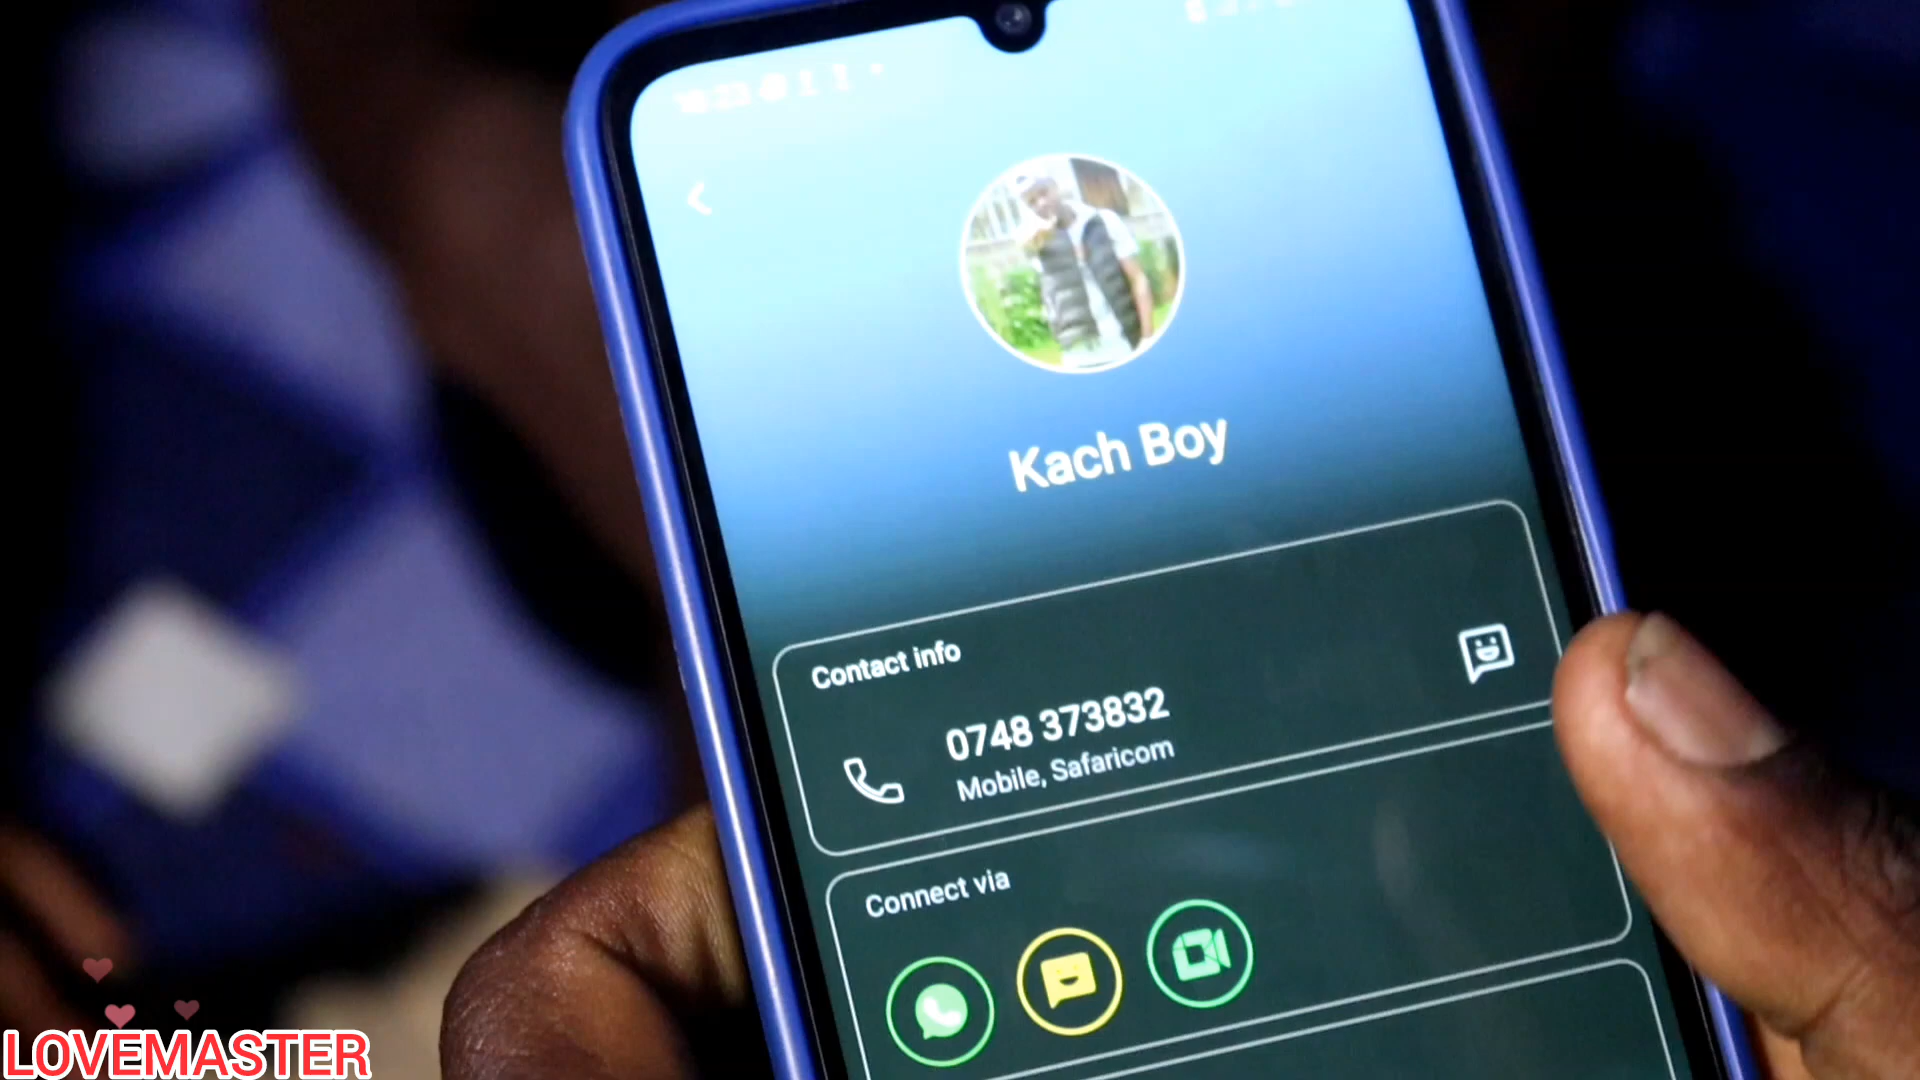 Kach Boy
Contact info
0748 373832
Mobile, Safaricom
Connect via
LOVEMASTER